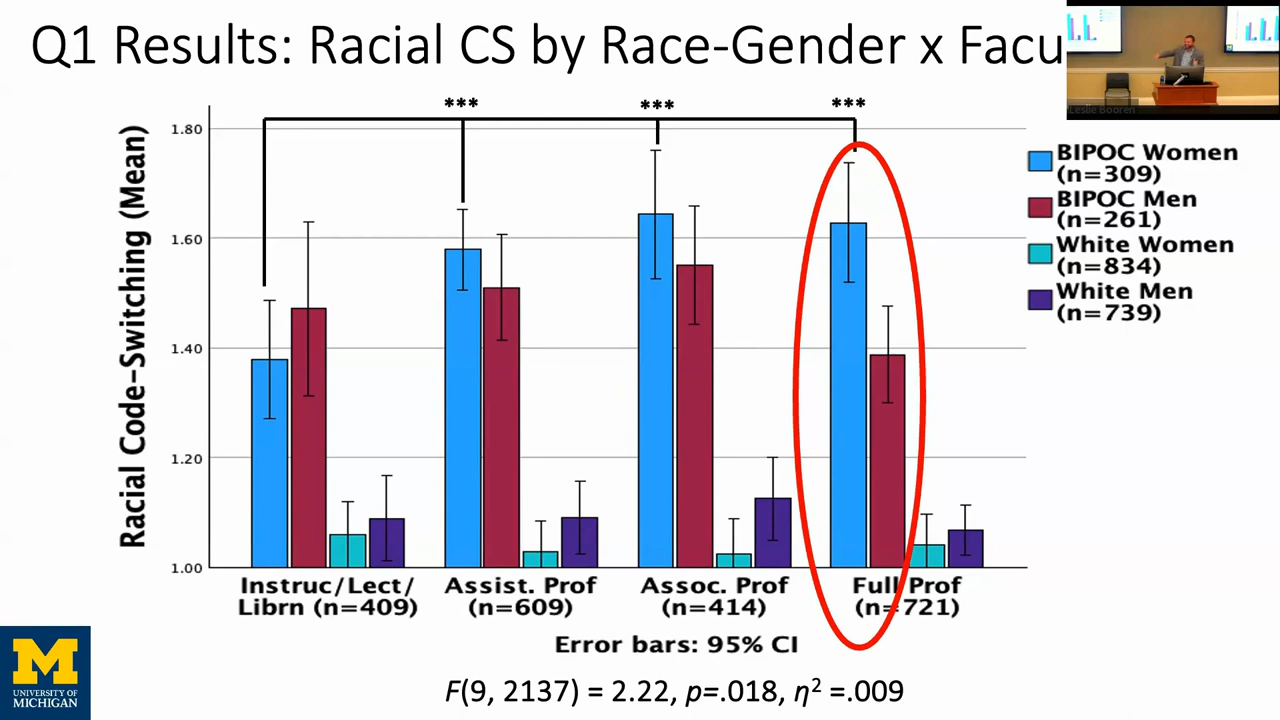 Q1 Results: Racial CS by Race-Gender x Facu
Leslie Booren
*** *** ***
Racial Code-Switching (Mean)
1.80
1.60
1.40
1.20
1.00
BIPOC Women
(n=309)
BIPOC Men
(n=261)
White Women
(n=834)
White Men
(n=739)
Instruc/Lect/
Librn (n=409)
Assist. Prof
(n=609)
Assoc. Prof
(n=414)
Full Prof
(n=721)
Error bars: 95% CI
M
UNIVERSITY OF
MICHIGAN
F(9, 2137) = 2.22, p=.018, η² =.009